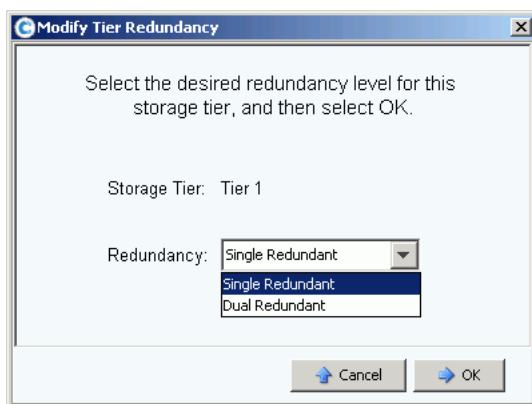 Modify Tier Redundancy
Select the desired redundancy level for this
storage tier, and then select OK.
Storage Tier: Tier 1
Redundancy: Single Redundant
Single Redundant
Dual Redundant
Cancel OK